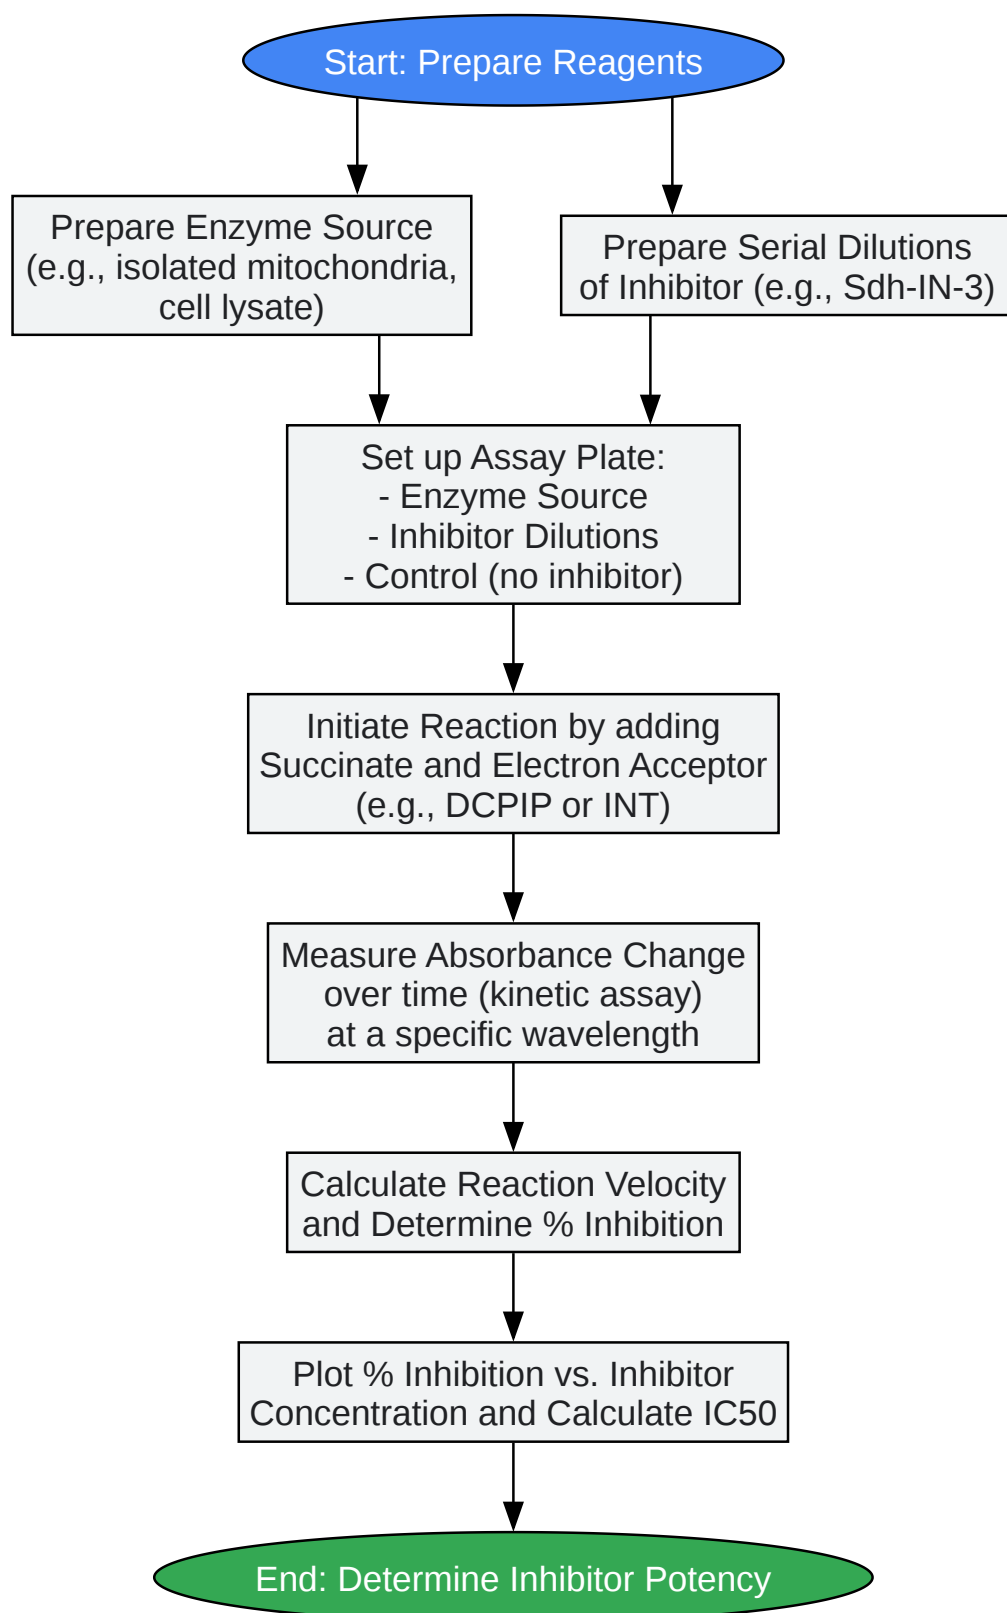 Start: Prepare Reagents
Prepare Enzyme Source
(e.g., isolated mitochondria,
cell lysate)
Prepare Serial Dilutions
of Inhibitor (e.g., Sdh-IN-3)
Set up Assay Plate:
- Enzyme Source
- Inhibitor Dilutions
- Control (no inhibitor)
Initiate Reaction by adding
Succinate and Electron Acceptor
(e.g., DCPIP or INT)
Measure Absorbance Change
over time (kinetic assay)
at a specific wavelength
Calculate Reaction Velocity
and Determine % Inhibition
Plot % Inhibition vs. Inhibitor
Concentration and Calculate IC50
End: Determine Inhibitor Potency